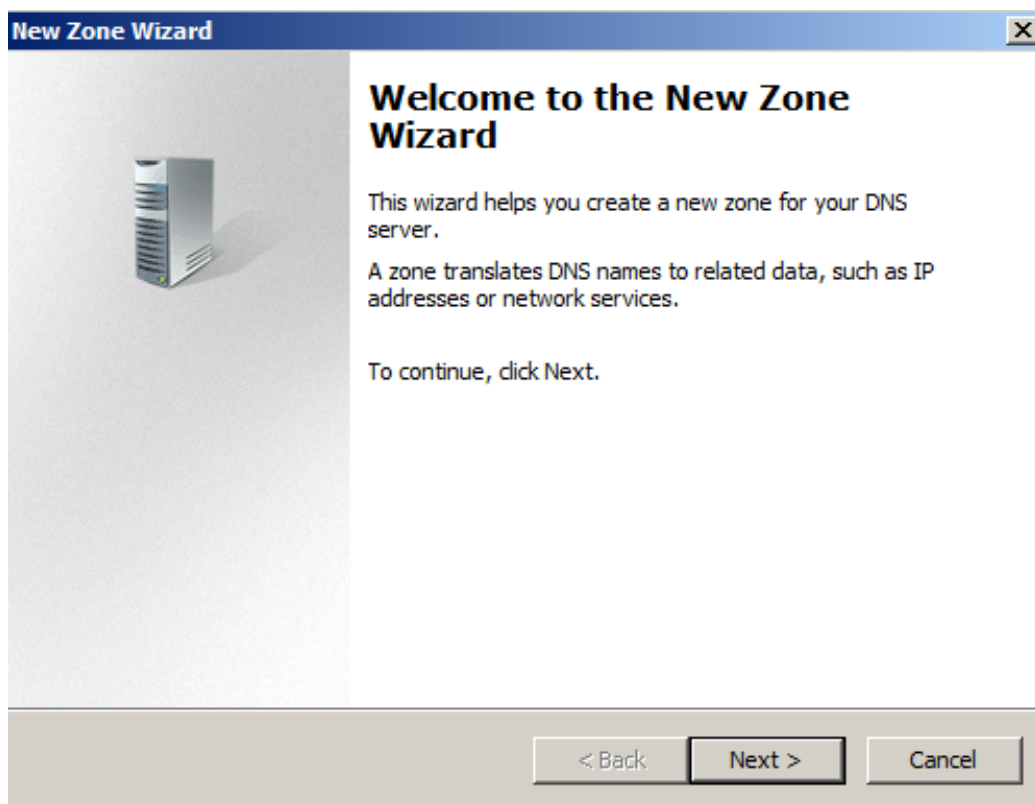 New Zone Wizard
Welcome to the New Zone
Wizard
This wizard helps you create a new zone for your DNS
server.
A zone translates DNS names to related data, such as IP
addresses or network services.
To continue, click Next.
< Back
Next >
Cancel